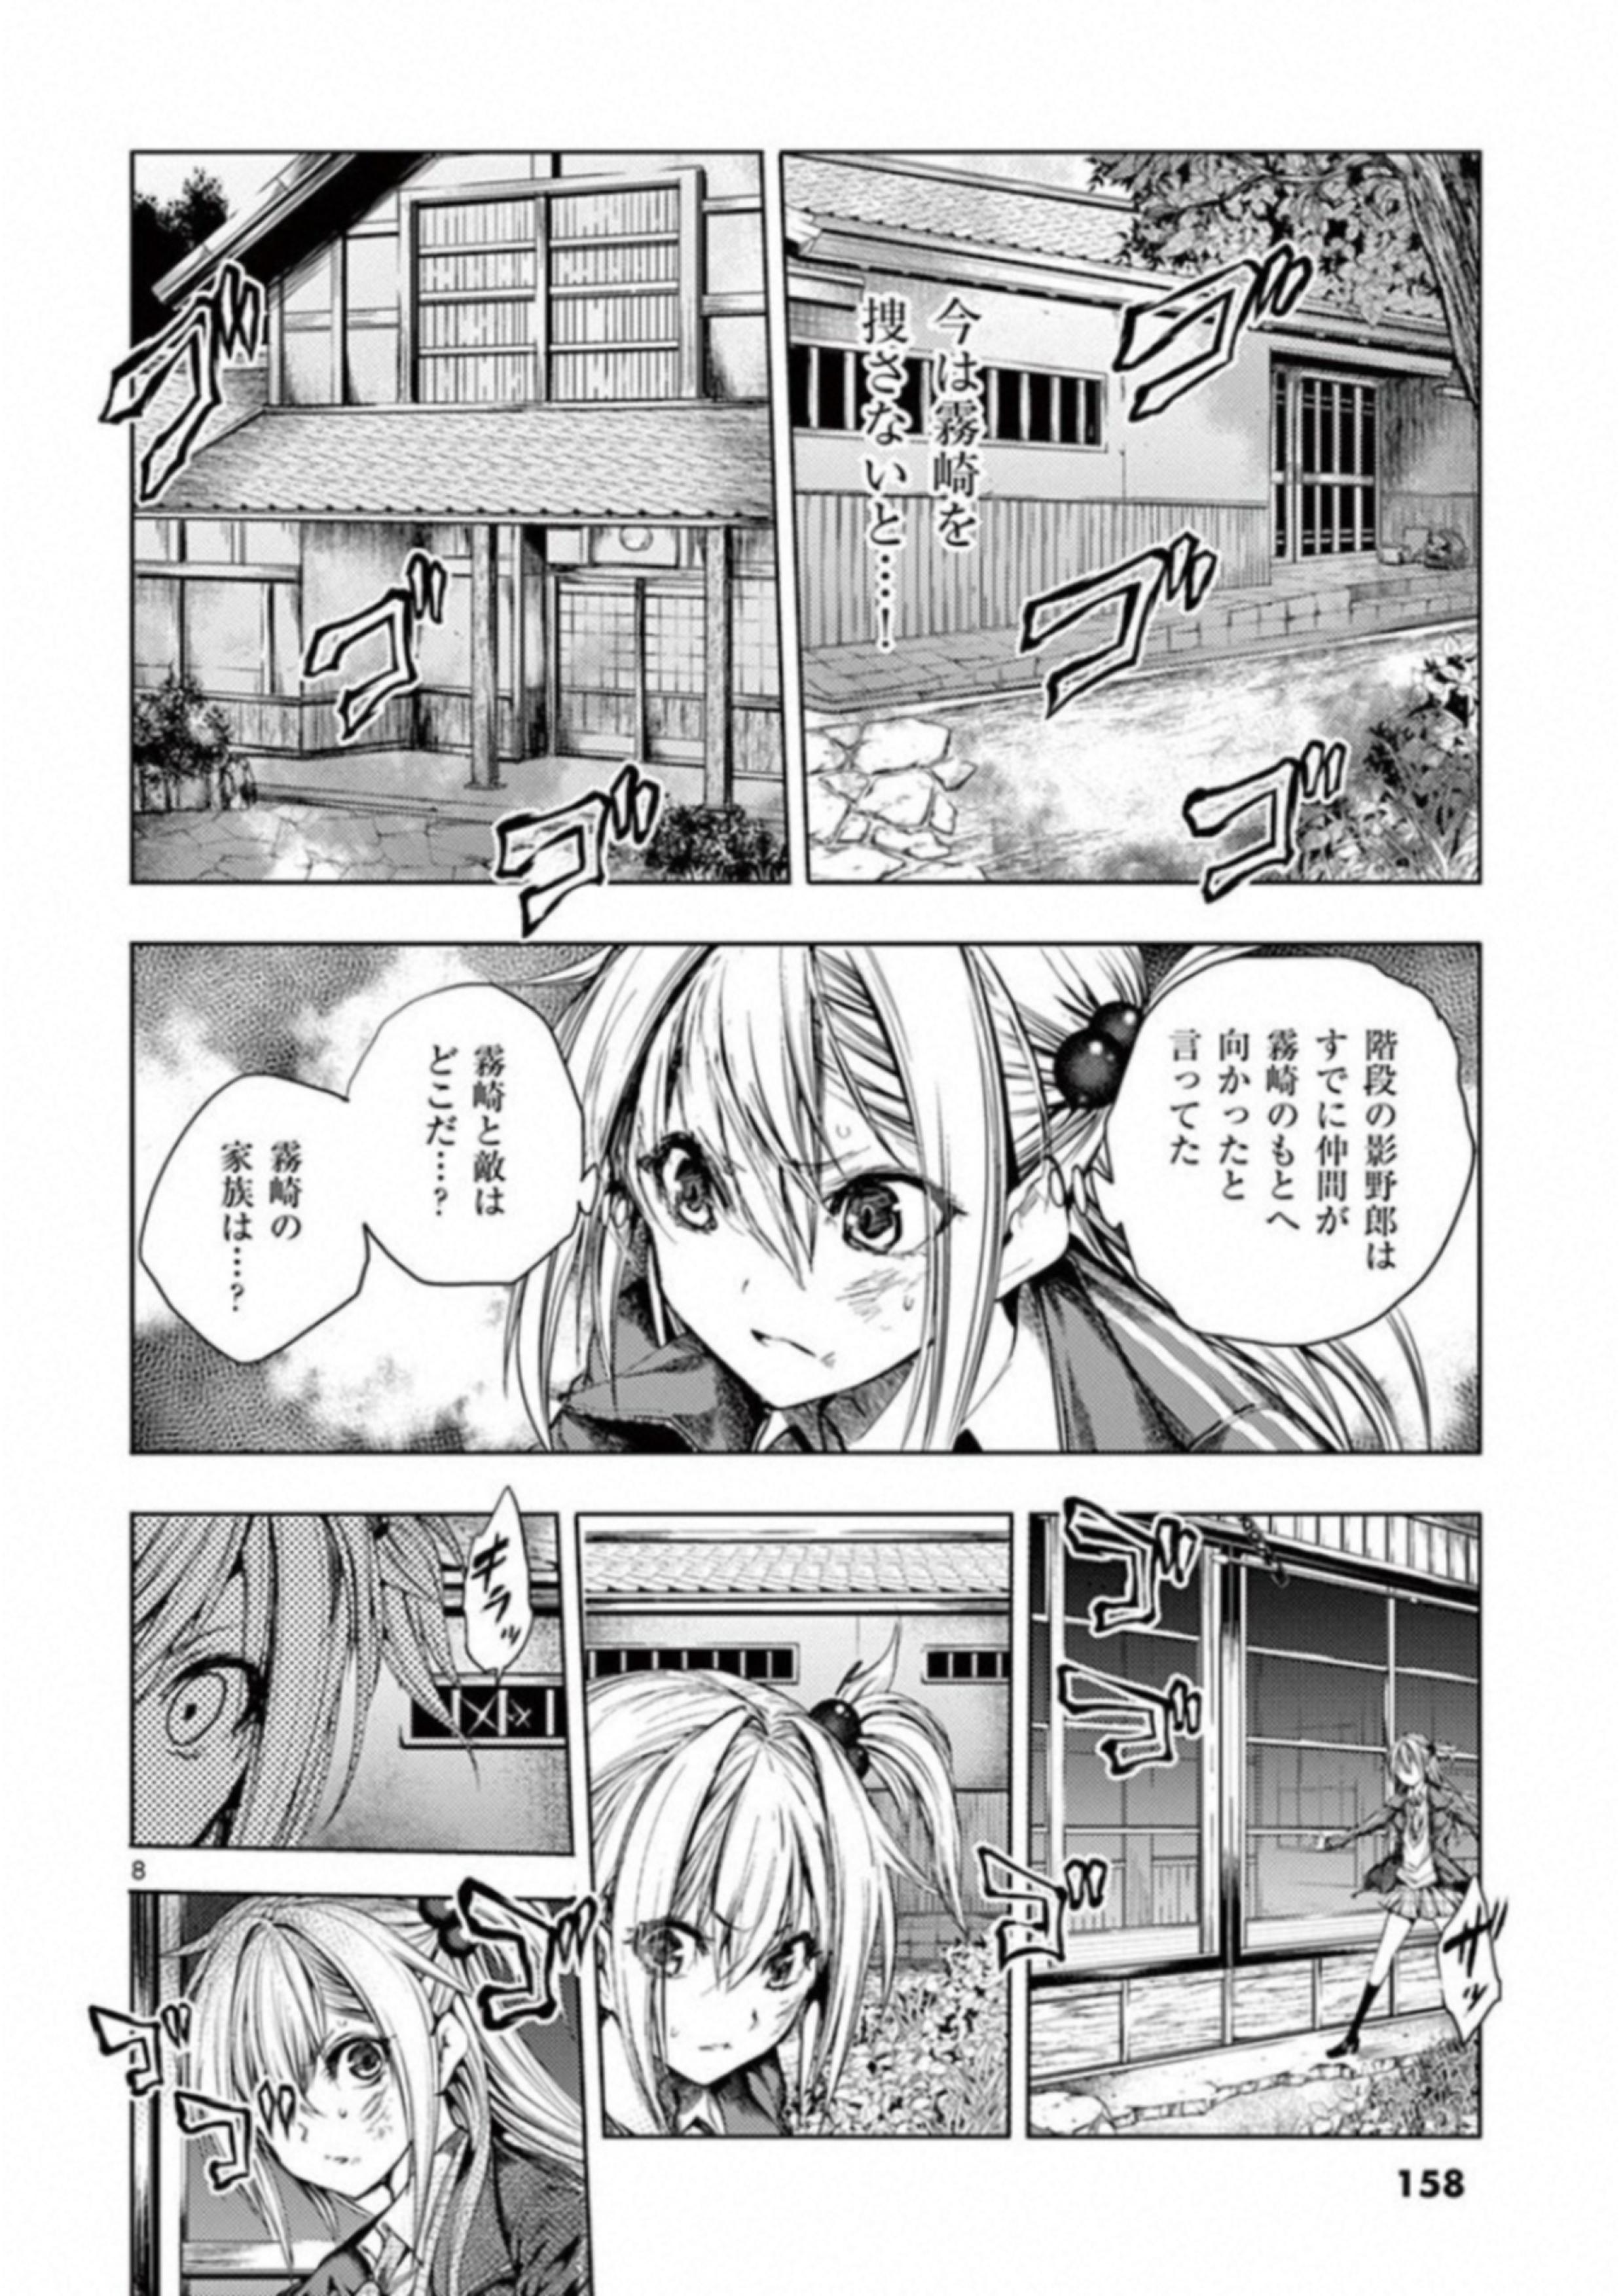 今は霧崎を
捜さないと…！
ゴ
ゴ
ゴ
ゴ
ゴ
ゴ
階段の影野郎は
すでに仲間が
霧崎のもとへ
向かったと
言ってた
霧崎と敵は
どこだ…？
霧崎の
家族は…？
ゴ
ゴ
ザッ
ゴ
キラッ
8
ゴ
ゴ
ゴ
158